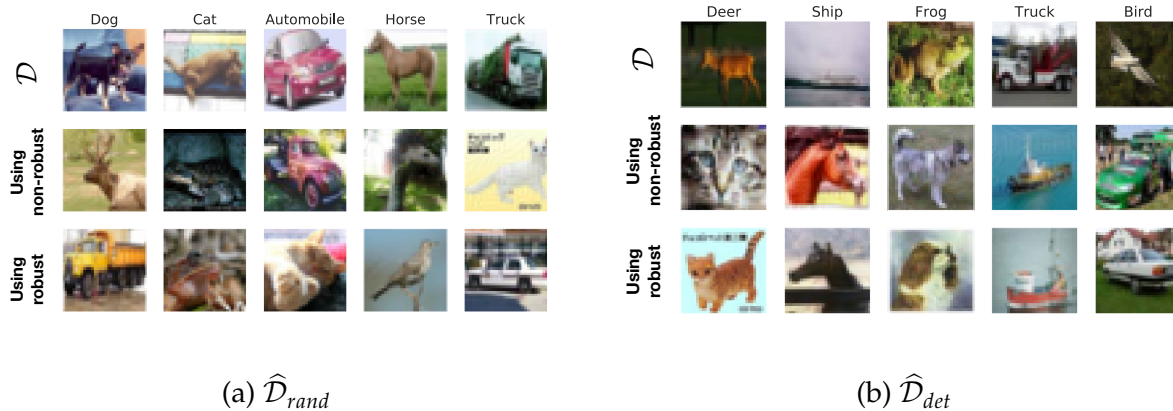 Dog Cat Automobile Horse Truck
𝒟
Using non-robust
Using robust
(a) 𝒟̂_rand
Deer Ship Frog Truck Bird
𝒟
Using non-robust
Using robust
(b) 𝒟̂_det